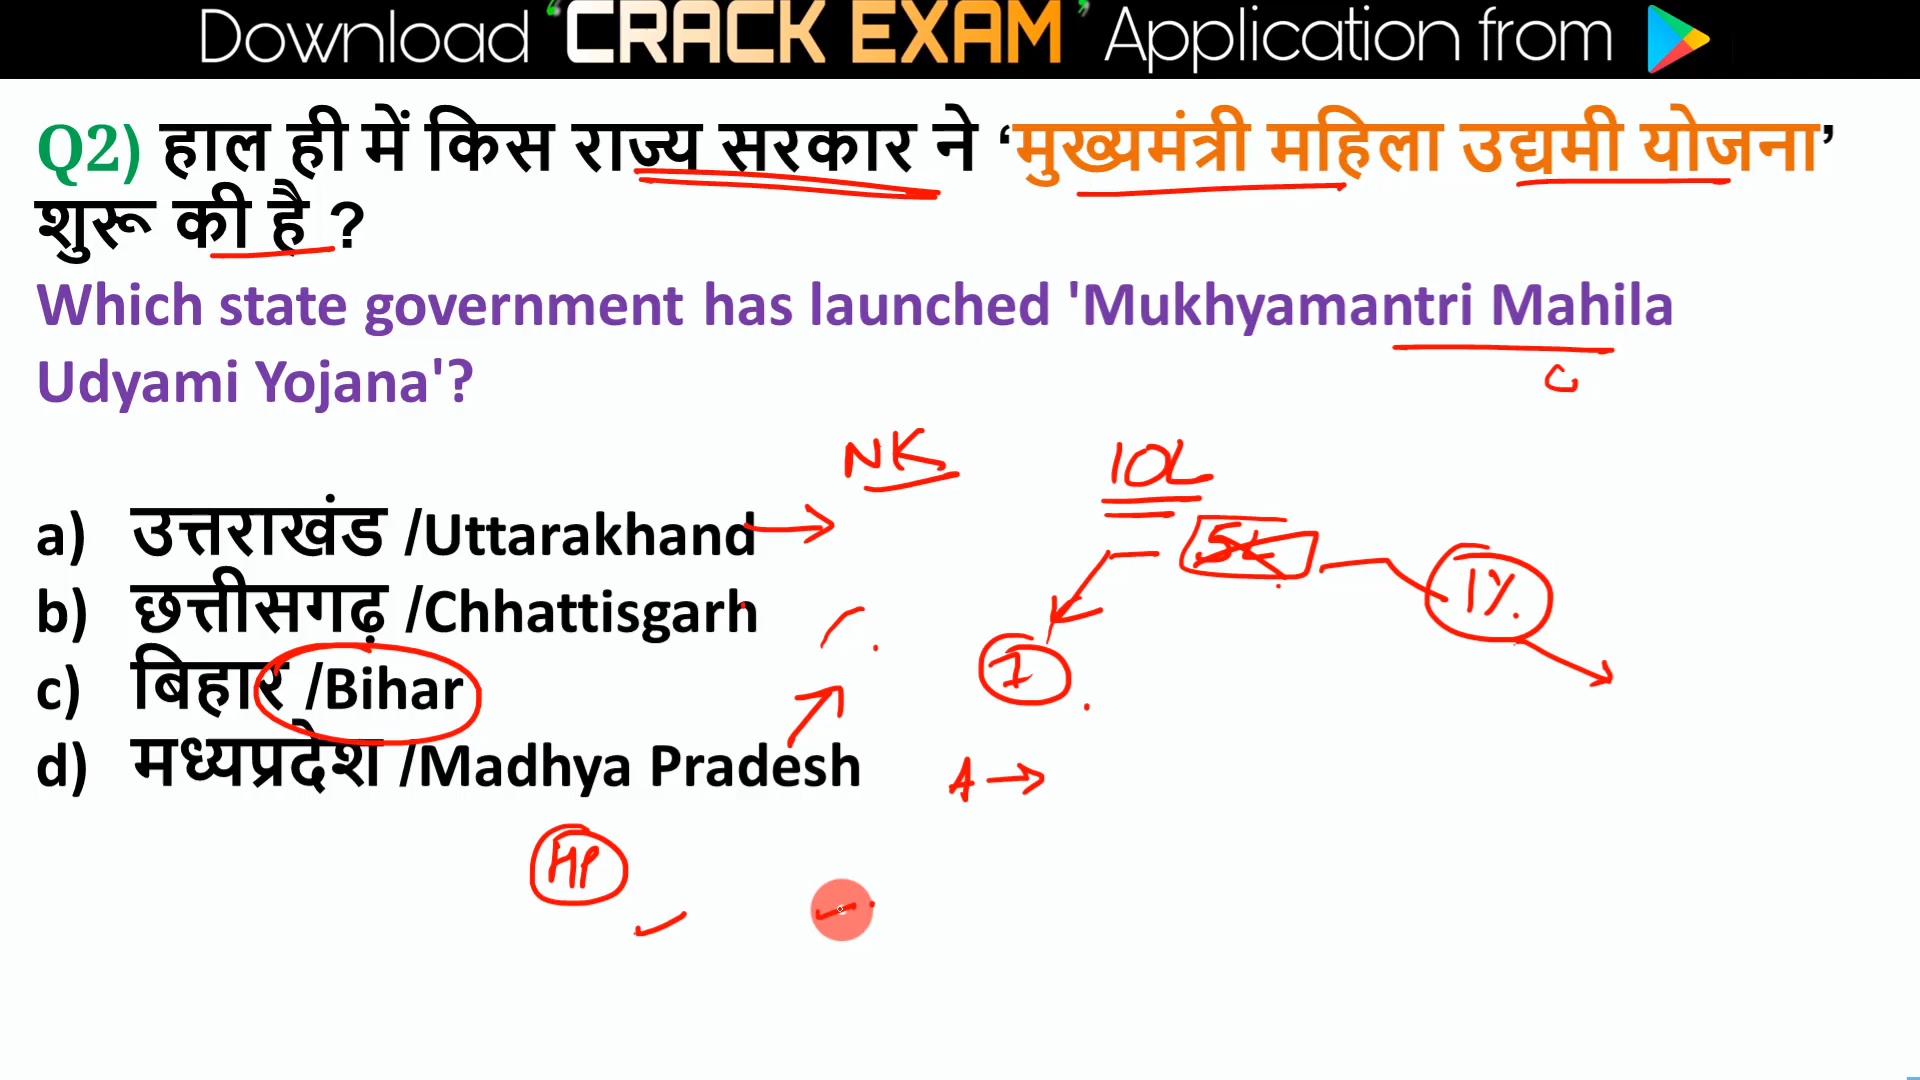 Download ‘CRACK EXAM’ Application from
Q2) हाल ही में किस राज्य सरकार ने ‘मुख्यमंत्री महिला उद्यमी योजना’
शुरू की है ?
Which state government has launched 'Mukhyamantri Mahila
Udyami Yojana'?
NK
10L
a) उत्तराखंड /Uttarakhand
5L
1%.
b) छत्तीसगढ़ /Chhattisgarh
c) बिहार /Bihar
d) मध्यप्रदेश /Madhya Pradesh
A →
HP